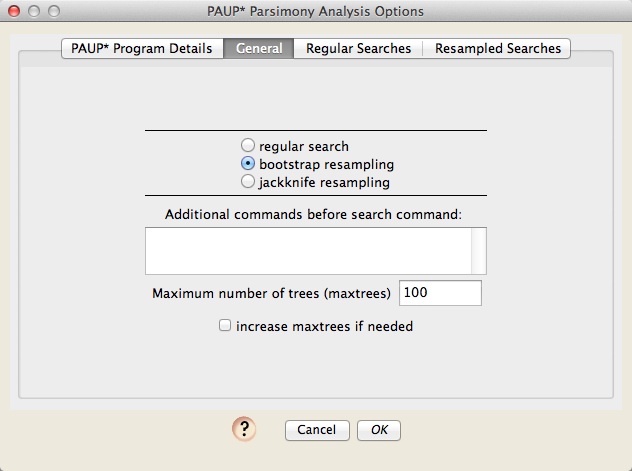 PAUP* Parsimony Analysis Options
PAUP* Program Details General Regular Searches Resampled Searches
regular search
bootstrap resampling
jackknife resampling
Additional commands before search command:
Maximum number of trees (maxtrees) 100
increase maxtrees if needed
? Cancel OK